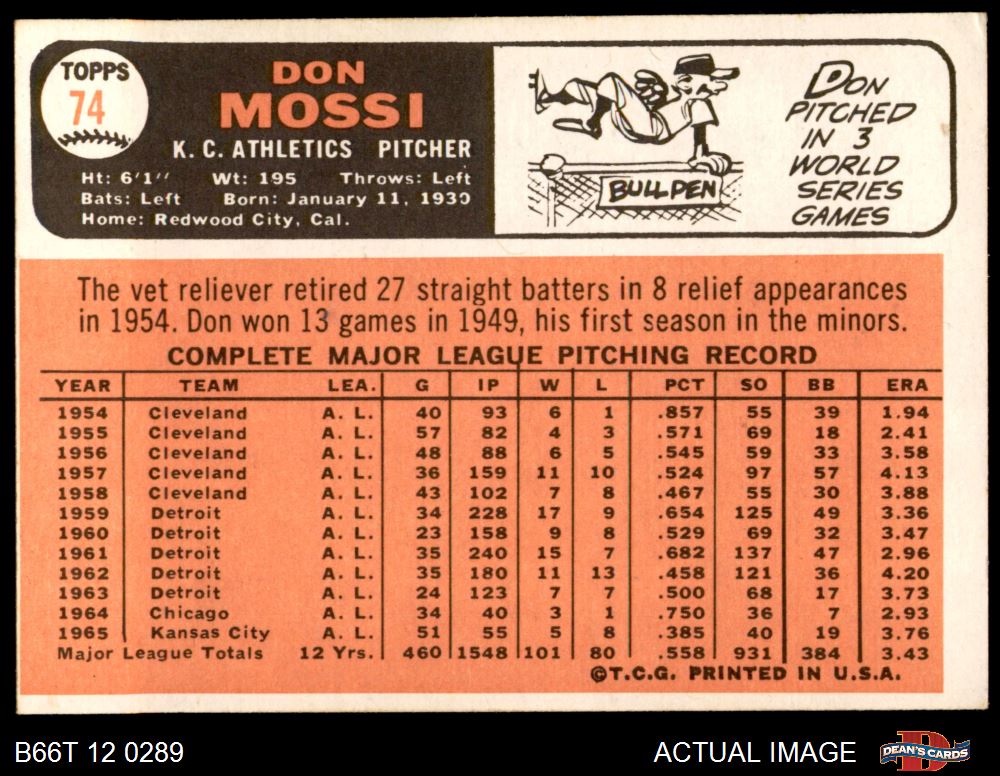 TOPPS
74
DON
MOSSI
K. C. ATHLETICS PITCHER
Ht: 6'1" Wt: 195 Throws: Left
Bats: Left Born: January 11, 1930
Home: Redwood City, Cal.
BULLPEN
DON
PITCHED
IN 3
WORLD
SERIES
GAMES
The vet reliever retired 27 straight batters in 8 relief appearances
in 1954. Don won 13 games in 1949, his first season in the minors.
COMPLETE MAJOR LEAGUE PITCHING RECORD
YEAR TEAM LEA. G IP W L PCT SO BB ERA
1954 Cleveland A. L. 40 93 6 1 .857 55 39 1.94
1955 Cleveland A. L. 57 82 4 3 .571 69 18 2.41
1956 Cleveland A. L. 48 88 6 5 .545 59 33 3.58
1957 Cleveland A. L. 36 159 11 10 .524 97 57 4.13
1958 Cleveland A. L. 43 102 7 8 .467 55 30 3.88
1959 Detroit A. L. 34 228 17 9 .654 125 49 3.36
1960 Detroit A. L. 23 158 9 8 .529 69 32 3.47
1961 Detroit A. L. 35 240 15 7 .682 137 47 2.96
1962 Detroit A. L. 35 180 11 13 .458 121 36 4.20
1963 Detroit A. L. 24 123 7 7 .500 68 17 3.73
1964 Chicago A. L. 34 40 3 1 .750 36 7 2.93
1965 Kansas City A. L. 51 55 5 8 .385 40 19 3.76
Major League Totals 12 Yrs. 460 1548 101 80 .558 931 384 3.43
©T.C.G. PRINTED IN U.S.A.
B66T 12 0289
ACTUAL IMAGE
DEAN'S CARDS